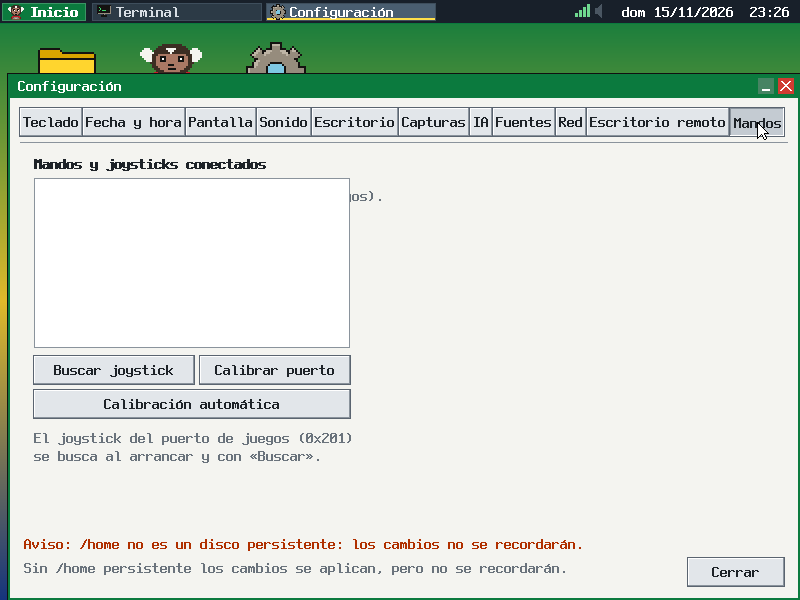 Inicio
Terminal
Configuración
dom 15/11/2026 23:26
Configuración
Teclado Fecha y hora Pantalla Sonido Escritorio Capturas IA Fuentes Red Escritorio remoto Mandos
Mandos y joysticks conectados
gos).
Buscar joystick
Calibrar puerto
Calibración automática
El joystick del puerto de juegos (0x201)
se busca al arrancar y con «Buscar».
Aviso: /home no es un disco persistente: los cambios no se recordarán.
Sin /home persistente los cambios se aplican, pero no se recordarán.
Cerrar